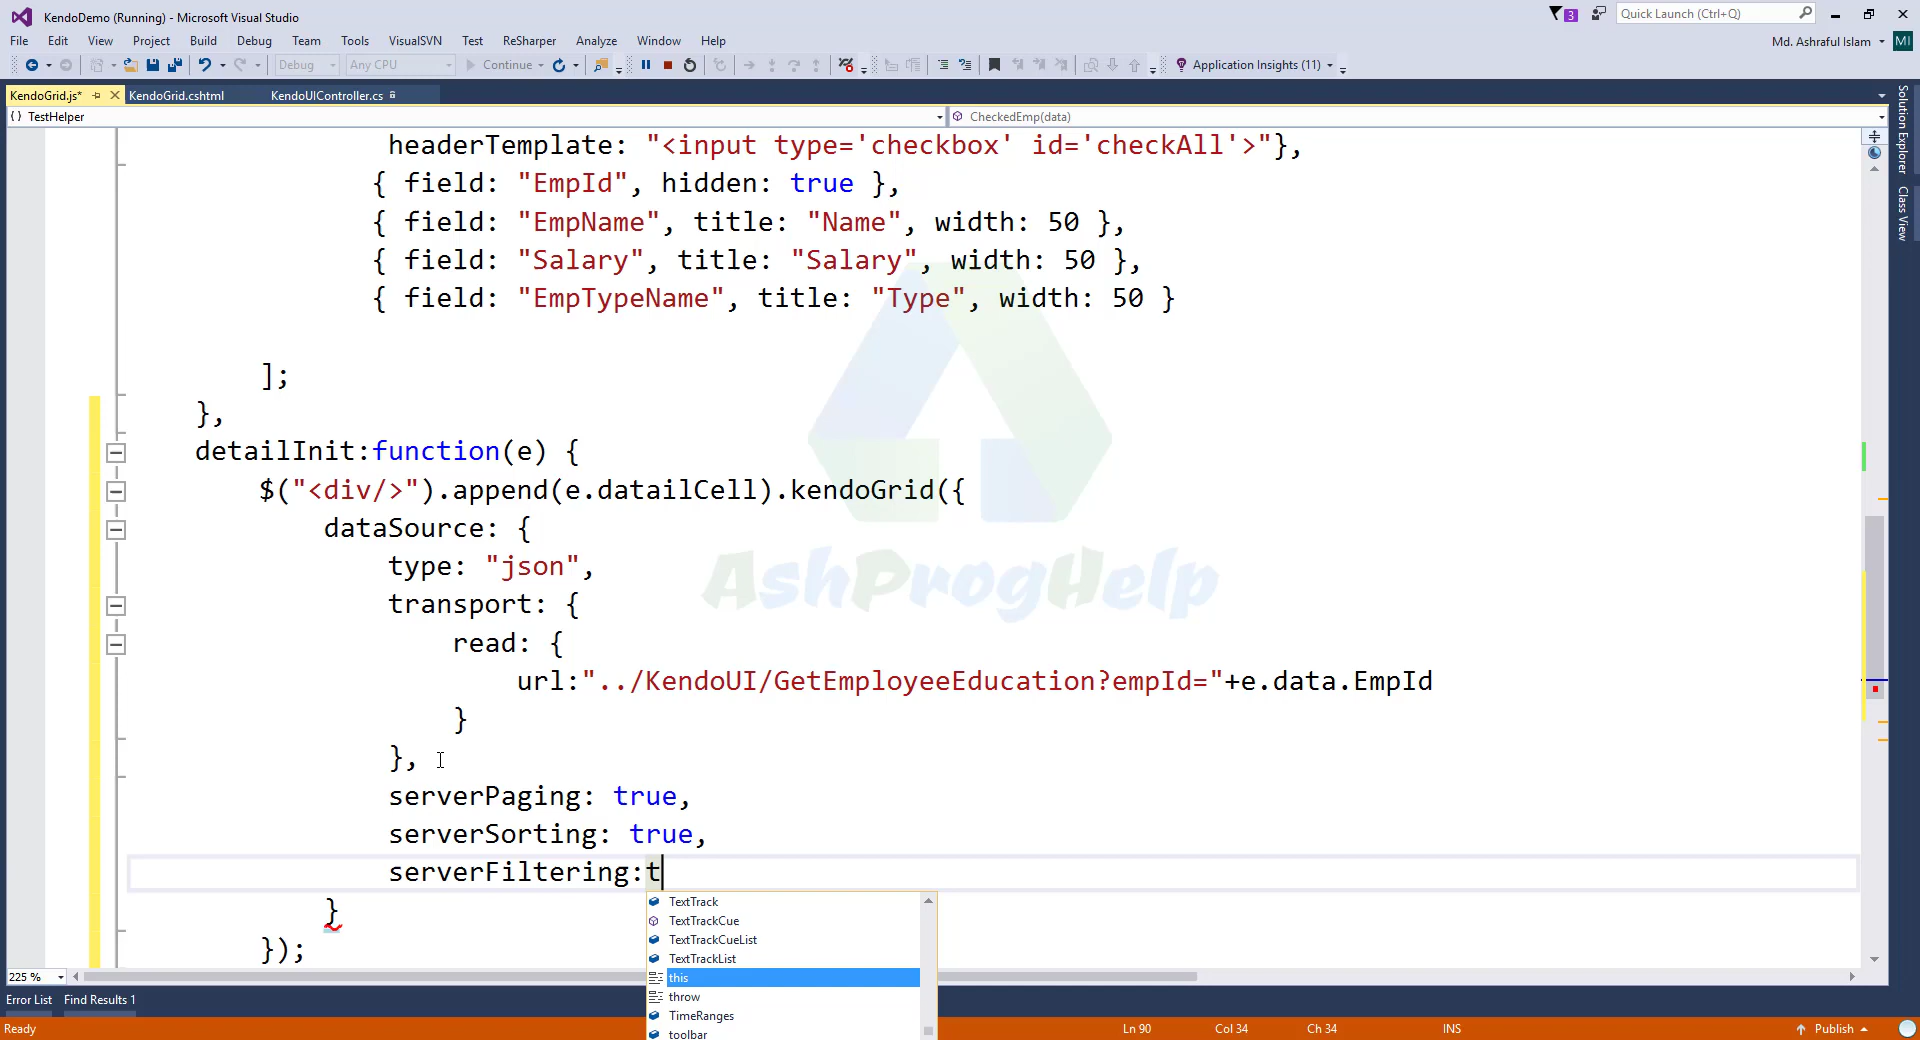 KendoDemo (Running) - Microsoft Visual Studio
3
Quick Launch (Ctrl+Q)
File Edit View Project Build Debug Team Tools VisualSVN Test ReSharper Analyze Window Help
Md. Ashraful Islam MI
Debug Any CPU Continue Application Insights (11)
KendoGrid.js* KendoGrid.cshtml KendoUIController.cs
{ } TestHelper CheckedEmp(data)
Solution Explorer
Class View
headerTemplate: "<input type='checkbox' id='checkAll'>"},
{ field: "EmpId", hidden: true },
{ field: "EmpName", title: "Name", width: 50 },
{ field: "Salary", title: "Salary", width: 50 },
{ field: "EmpTypeName", title: "Type", width: 50 }
];
},
detailInit:function(e) {
$("<div/>").append(e.datailCell).kendoGrid({
dataSource: {
type: "json",
transport: {
read: {
url:"../KendoUI/GetEmployeeEducation?empId="+e.data.EmpId
}
},
serverPaging: true,
serverSorting: true,
serverFiltering:t
}
});
AshProgHelp
TextTrack
TextTrackCue
TextTrackCueList
TextTrackList
this
throw
TimeRanges
toolbar
225 %
Error List Find Results 1
Ready Ln 90 Col 34 Ch 34 INS Publish